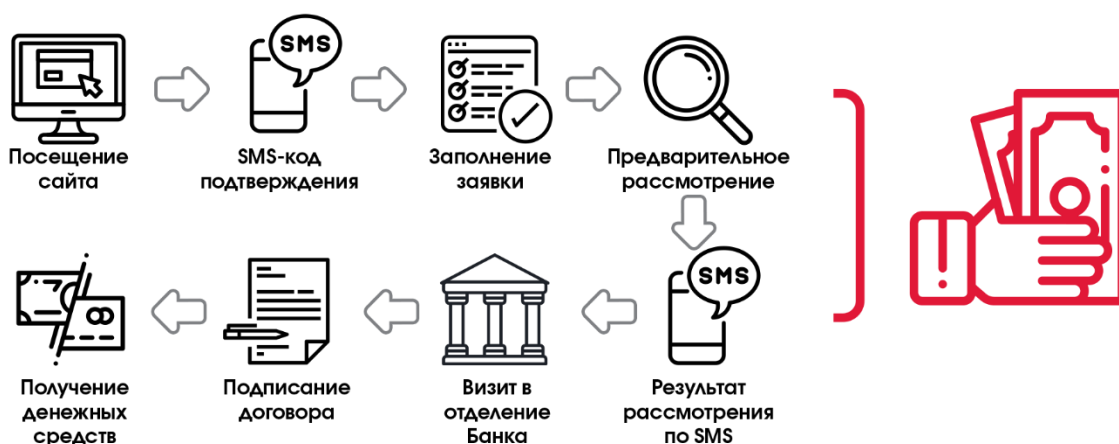 SMS
Посещение
сайта
SMS-код
подтверждения
Заполнение
заявки
Предварительное
рассмотрение
SMS
Получение
денежных
средств
Подписание
договора
Визит в
отделение
Банка
Результат
рассмотрения
по SMS